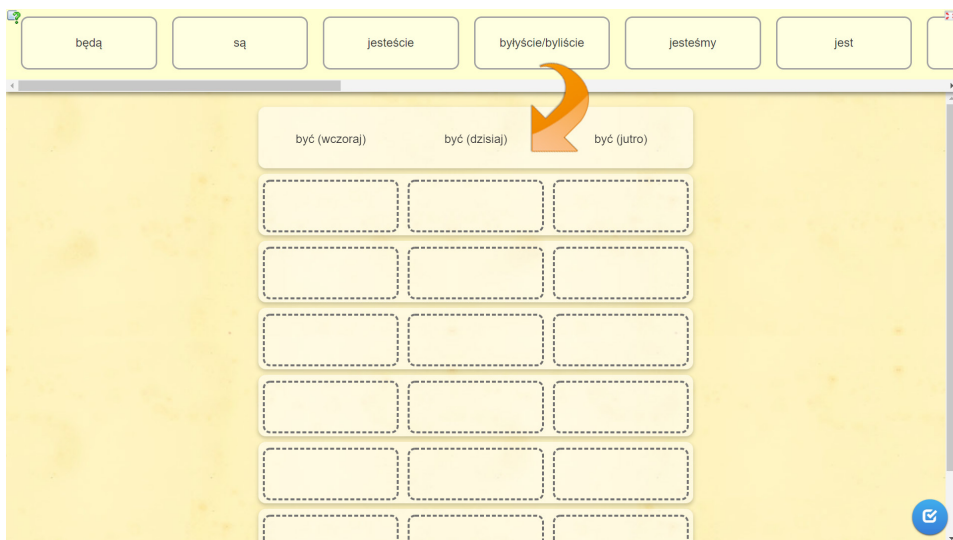 będą są jesteście byłyście/byliście jesteśmy jest
być (wczoraj) być (dzisiaj) być (jutro)